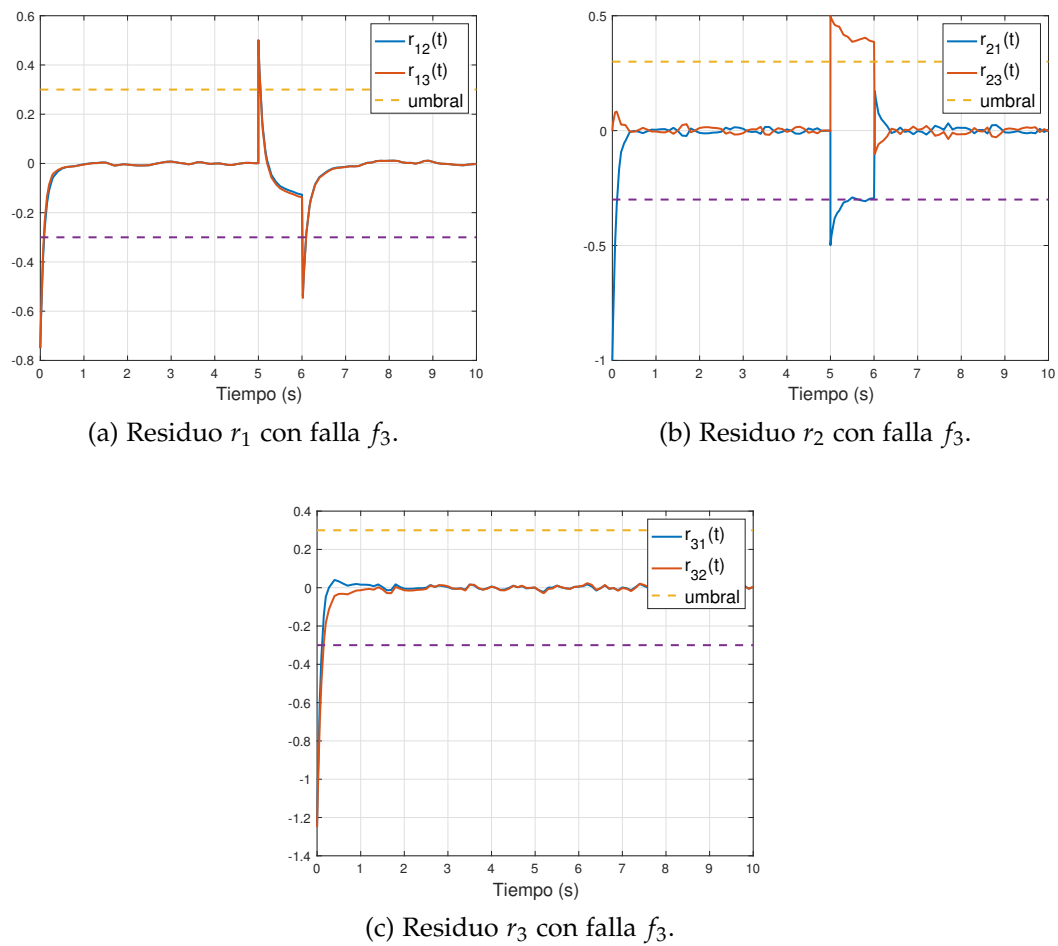 0.6
0.4
0.2
0
-0.2
-0.4
-0.6
-0.8
0 1 2 3 4 5 6 7 8 9 10
Tiempo (s)
r12(t)
r13(t)
umbral
(a) Residuo r1 con falla f3.
0.5
0
-0.5
-1
0 1 2 3 4 5 6 7 8 9 10
Tiempo (s)
r21(t)
r23(t)
umbral
(b) Residuo r2 con falla f3.
0.4
0.2
0
-0.2
-0.4
-0.6
-0.8
-1
-1.2
-1.4
0 1 2 3 4 5 6 7 8 9 10
Tiempo (s)
r31(t)
r32(t)
umbral
(c) Residuo r3 con falla f3.